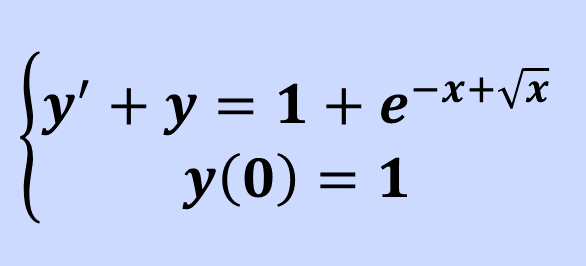 y′ + y = 1 + e^{−x+√x}
y(0) = 1